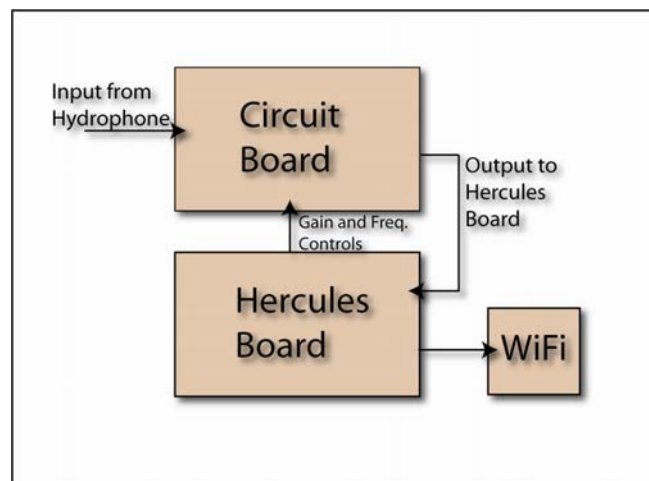 Input from
Hydrophone
Circuit
Board
Output to
Hercules
Board
Gain and Freq.
Controls
Hercules
Board
WiFi